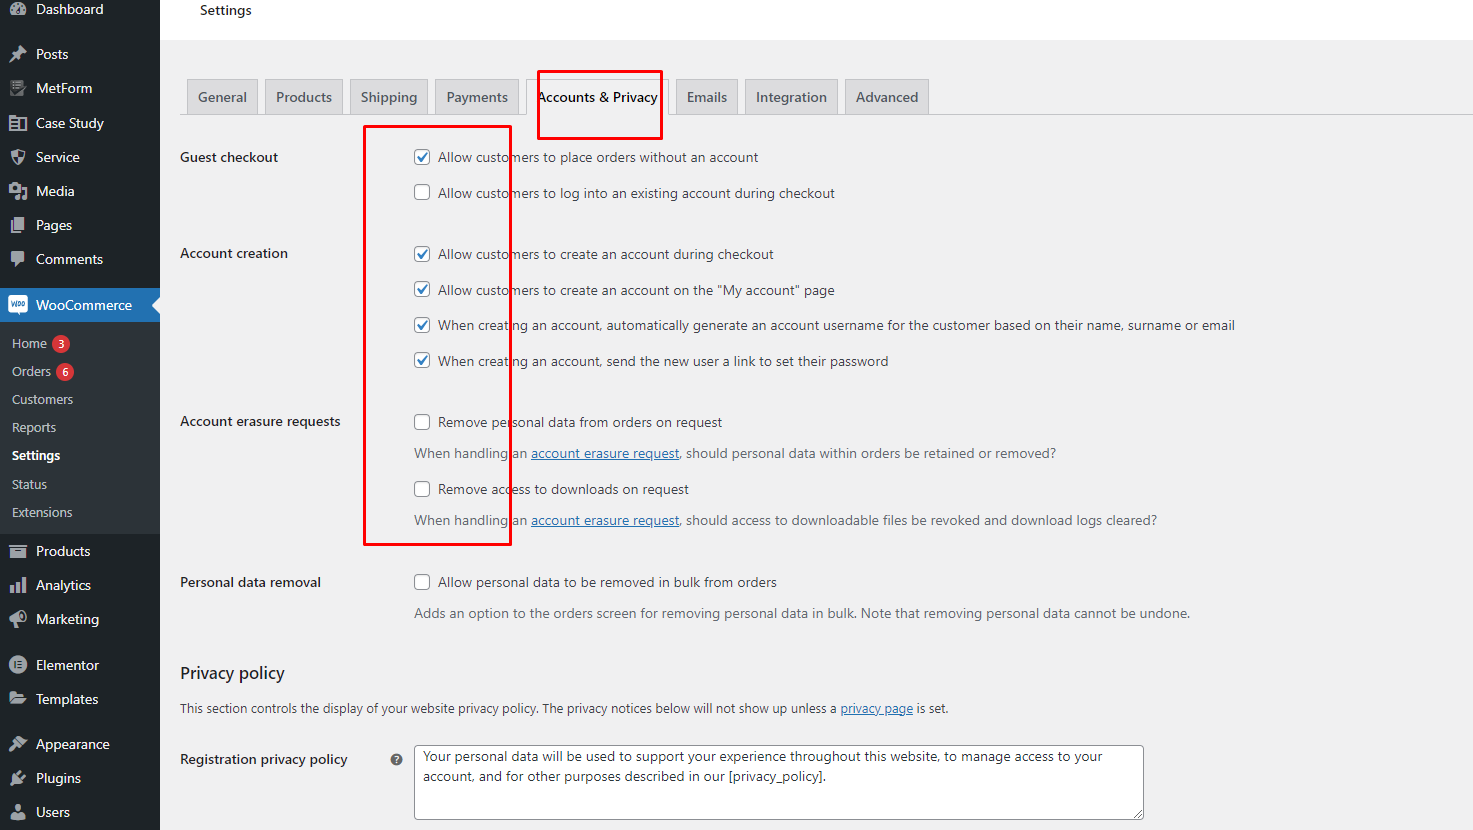 Dashboard
Posts
MetForm
Case Study
Service
Media
Pages
Comments
WOO WooCommerce
Home 3
Orders 6
Customers
Reports
Settings
Status
Extensions
Products
Analytics
Marketing
Elementor
Templates
Appearance
Plugins
Users
Settings
General Products Shipping Payments Accounts & Privacy Emails Integration Advanced
Guest checkout
Allow customers to place orders without an account
Allow customers to log into an existing account during checkout
Account creation
Allow customers to create an account during checkout
Allow customers to create an account on the "My account" page
When creating an account, automatically generate an account username for the customer based on their name, surname or email
When creating an account, send the new user a link to set their password
Account erasure requests
Remove personal data from orders on request
When handling an account erasure request, should personal data within orders be retained or removed?
Remove access to downloads on request
When handling an account erasure request, should access to downloadable files be revoked and download logs cleared?
Personal data removal
Allow personal data to be removed in bulk from orders
Adds an option to the orders screen for removing personal data in bulk. Note that removing personal data cannot be undone.
Privacy policy
This section controls the display of your website privacy policy. The privacy notices below will not show up unless a privacy page is set.
Registration privacy policy ?
Your personal data will be used to support your experience throughout this website, to manage access to your
account, and for other purposes described in our [privacy_policy].